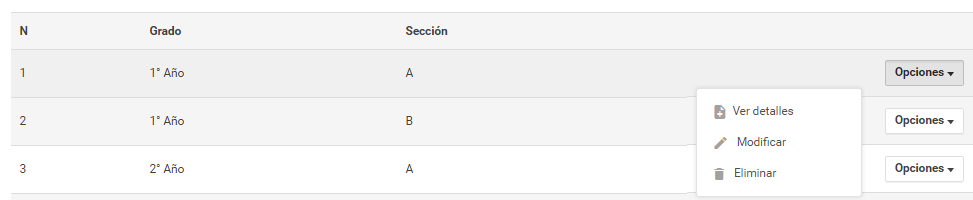 N Grado Sección
1 1° Año A Opciones
Ver detalles
2 1° Año B Opciones
Modificar
3 2° Año A Opciones
Eliminar